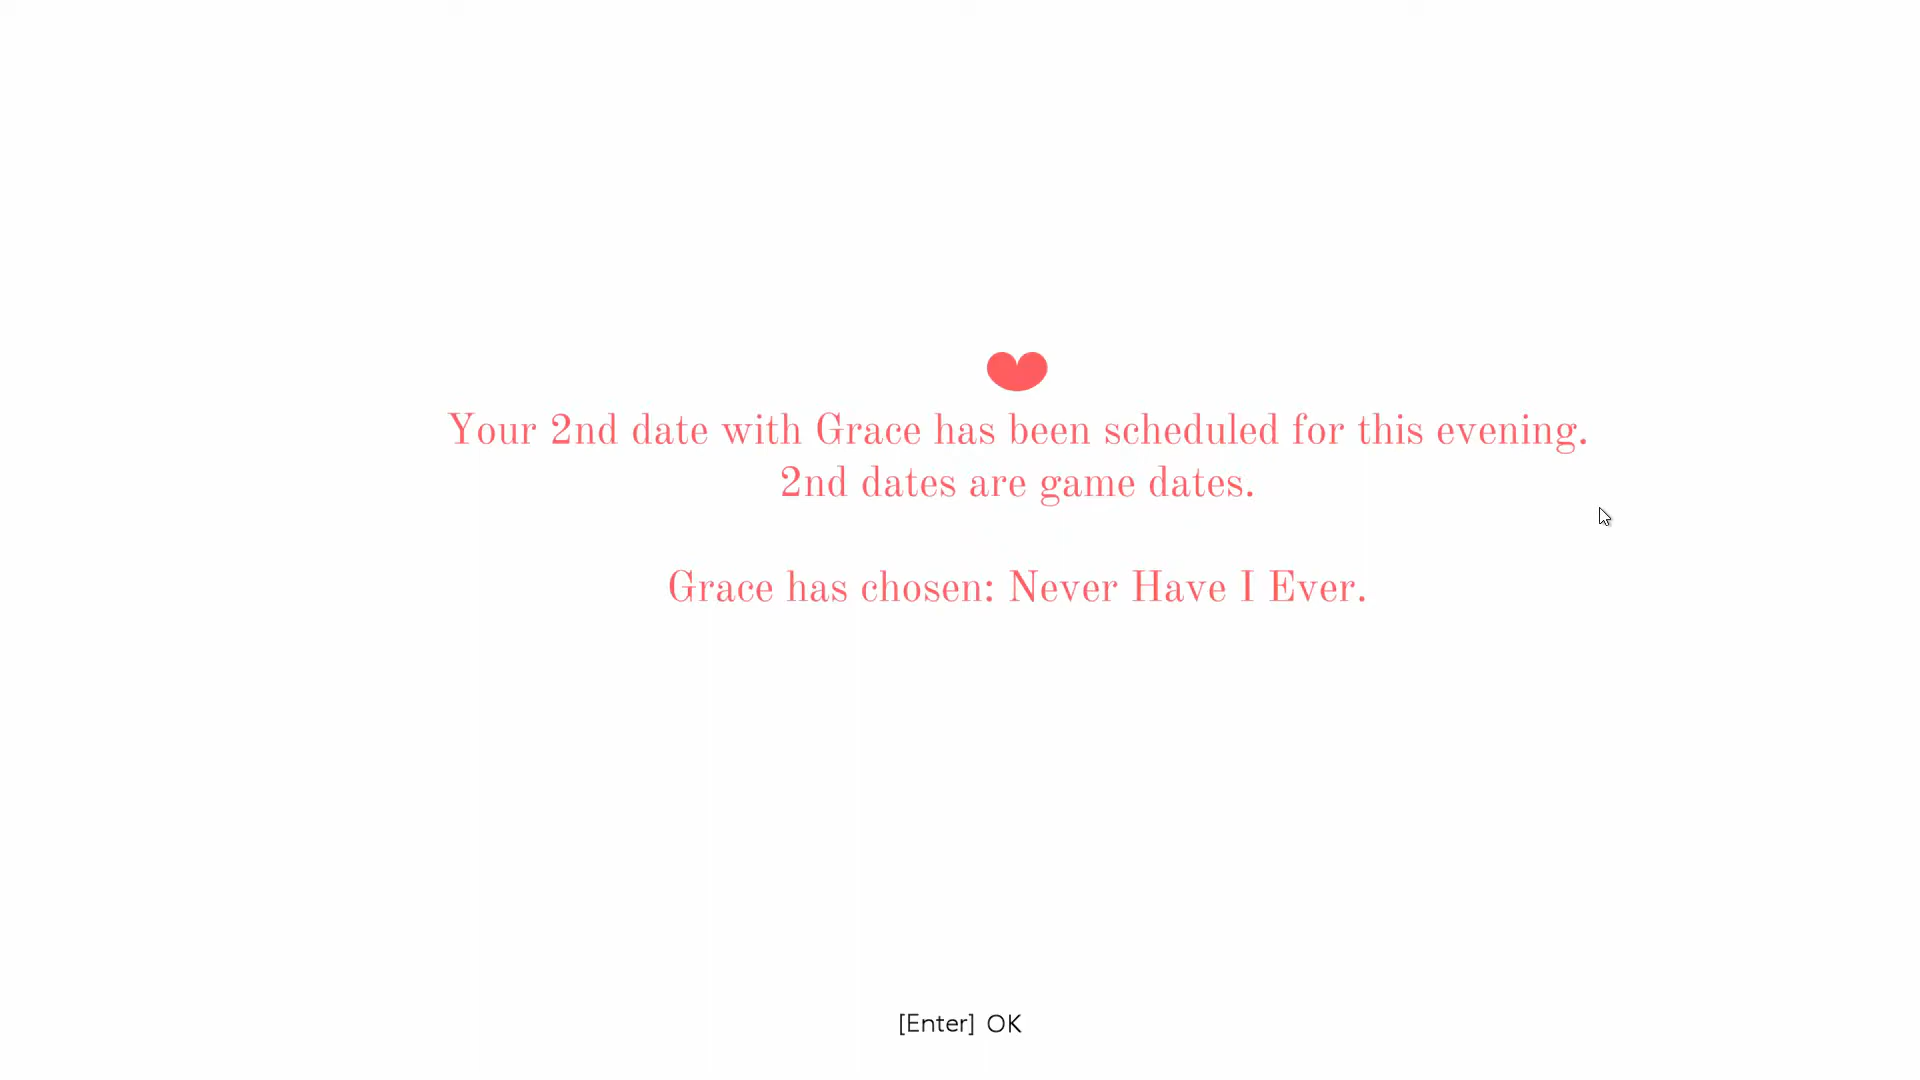 Your 2nd date with Grace has been scheduled for this evening.
2nd dates are game dates.
Grace has chosen: Never Have I Ever.
[Enter] OK